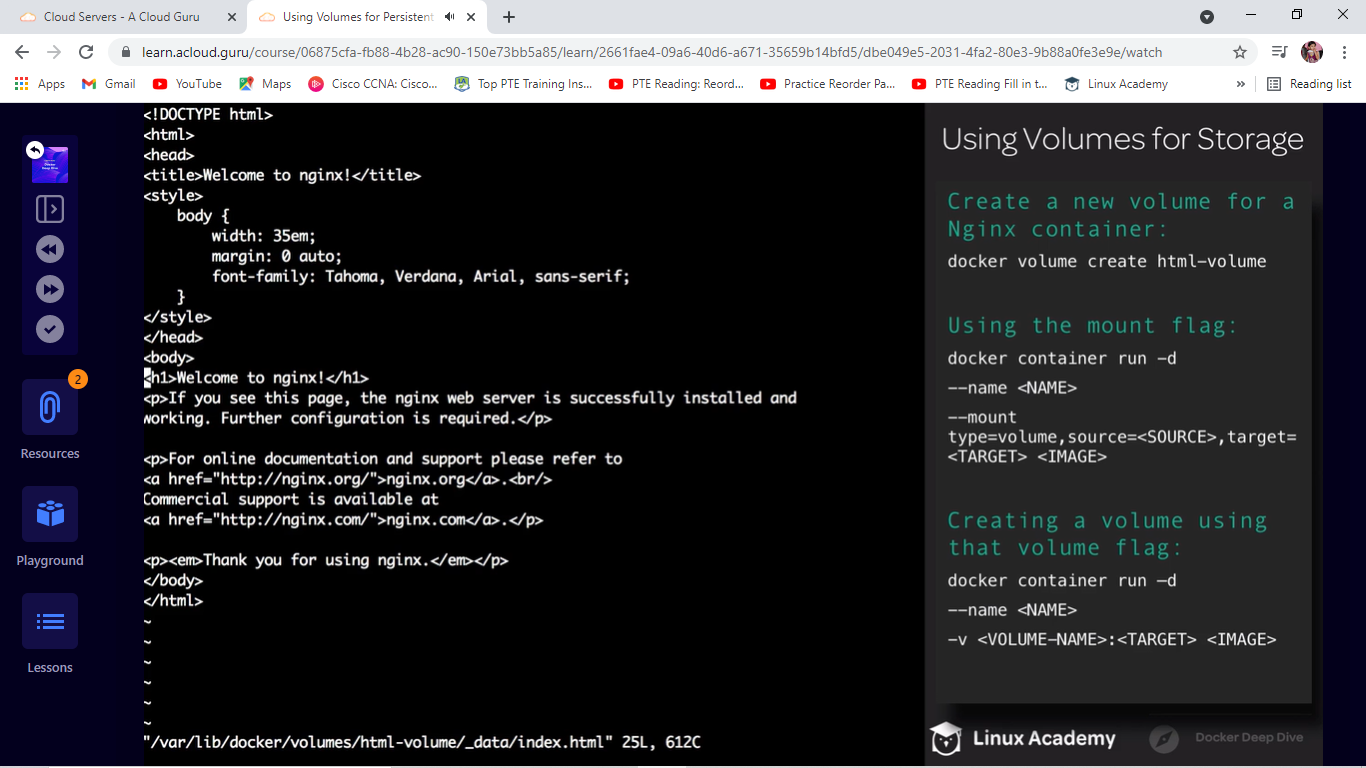 Cloud Servers - A Cloud Guru
Using Volumes for Persistent
learn.acloud.guru/course/06875cfa-fb88-4b28-ac90-150e73bb5a85/learn/2661fae4-09a6-40d6-a671-35659b14bfd5/dbe049e5-2031-4fa2-80e3-9b88a0fe3e9e/watch
Apps Gmail YouTube Maps Cisco CCNA: Cisco... Top PTE Training Ins... PTE Reading: Reord... Practice Reorder Pa... PTE Reading Fill in t... Linux Academy » Reading list
Docker
Deep Dive
2
Resources
Playground
Lessons
<!DOCTYPE html>
<html>
<head>
<title>Welcome to nginx!</title>
<style>
    body {
        width: 35em;
        margin: 0 auto;
        font-family: Tahoma, Verdana, Arial, sans-serif;
    }
</style>
</head>
<body>
<h1>Welcome to nginx!</h1>
<p>If you see this page, the nginx web server is successfully installed and
working. Further configuration is required.</p>
<p>For online documentation and support please refer to
<a href="http://nginx.org/">nginx.org</a>.<br/>
Commercial support is available at
<a href="http://nginx.com/">nginx.com</a>.</p>
<p><em>Thank you for using nginx.</em></p>
</body>
</html>
~
~
~
~
~
~
"/var/lib/docker/volumes/html-volume/_data/index.html" 25L, 612C
Using Volumes for Storage
Create a new volume for a
Nginx container:
docker volume create html-volume
Using the mount flag:
docker container run -d
--name <NAME>
--mount
type=volume,source=<SOURCE>,target=
<TARGET> <IMAGE>
Creating a volume using
that volume flag:
docker container run -d
--name <NAME>
-v <VOLUME-NAME>:<TARGET> <IMAGE>
Linux Academy
Docker Deep Dive